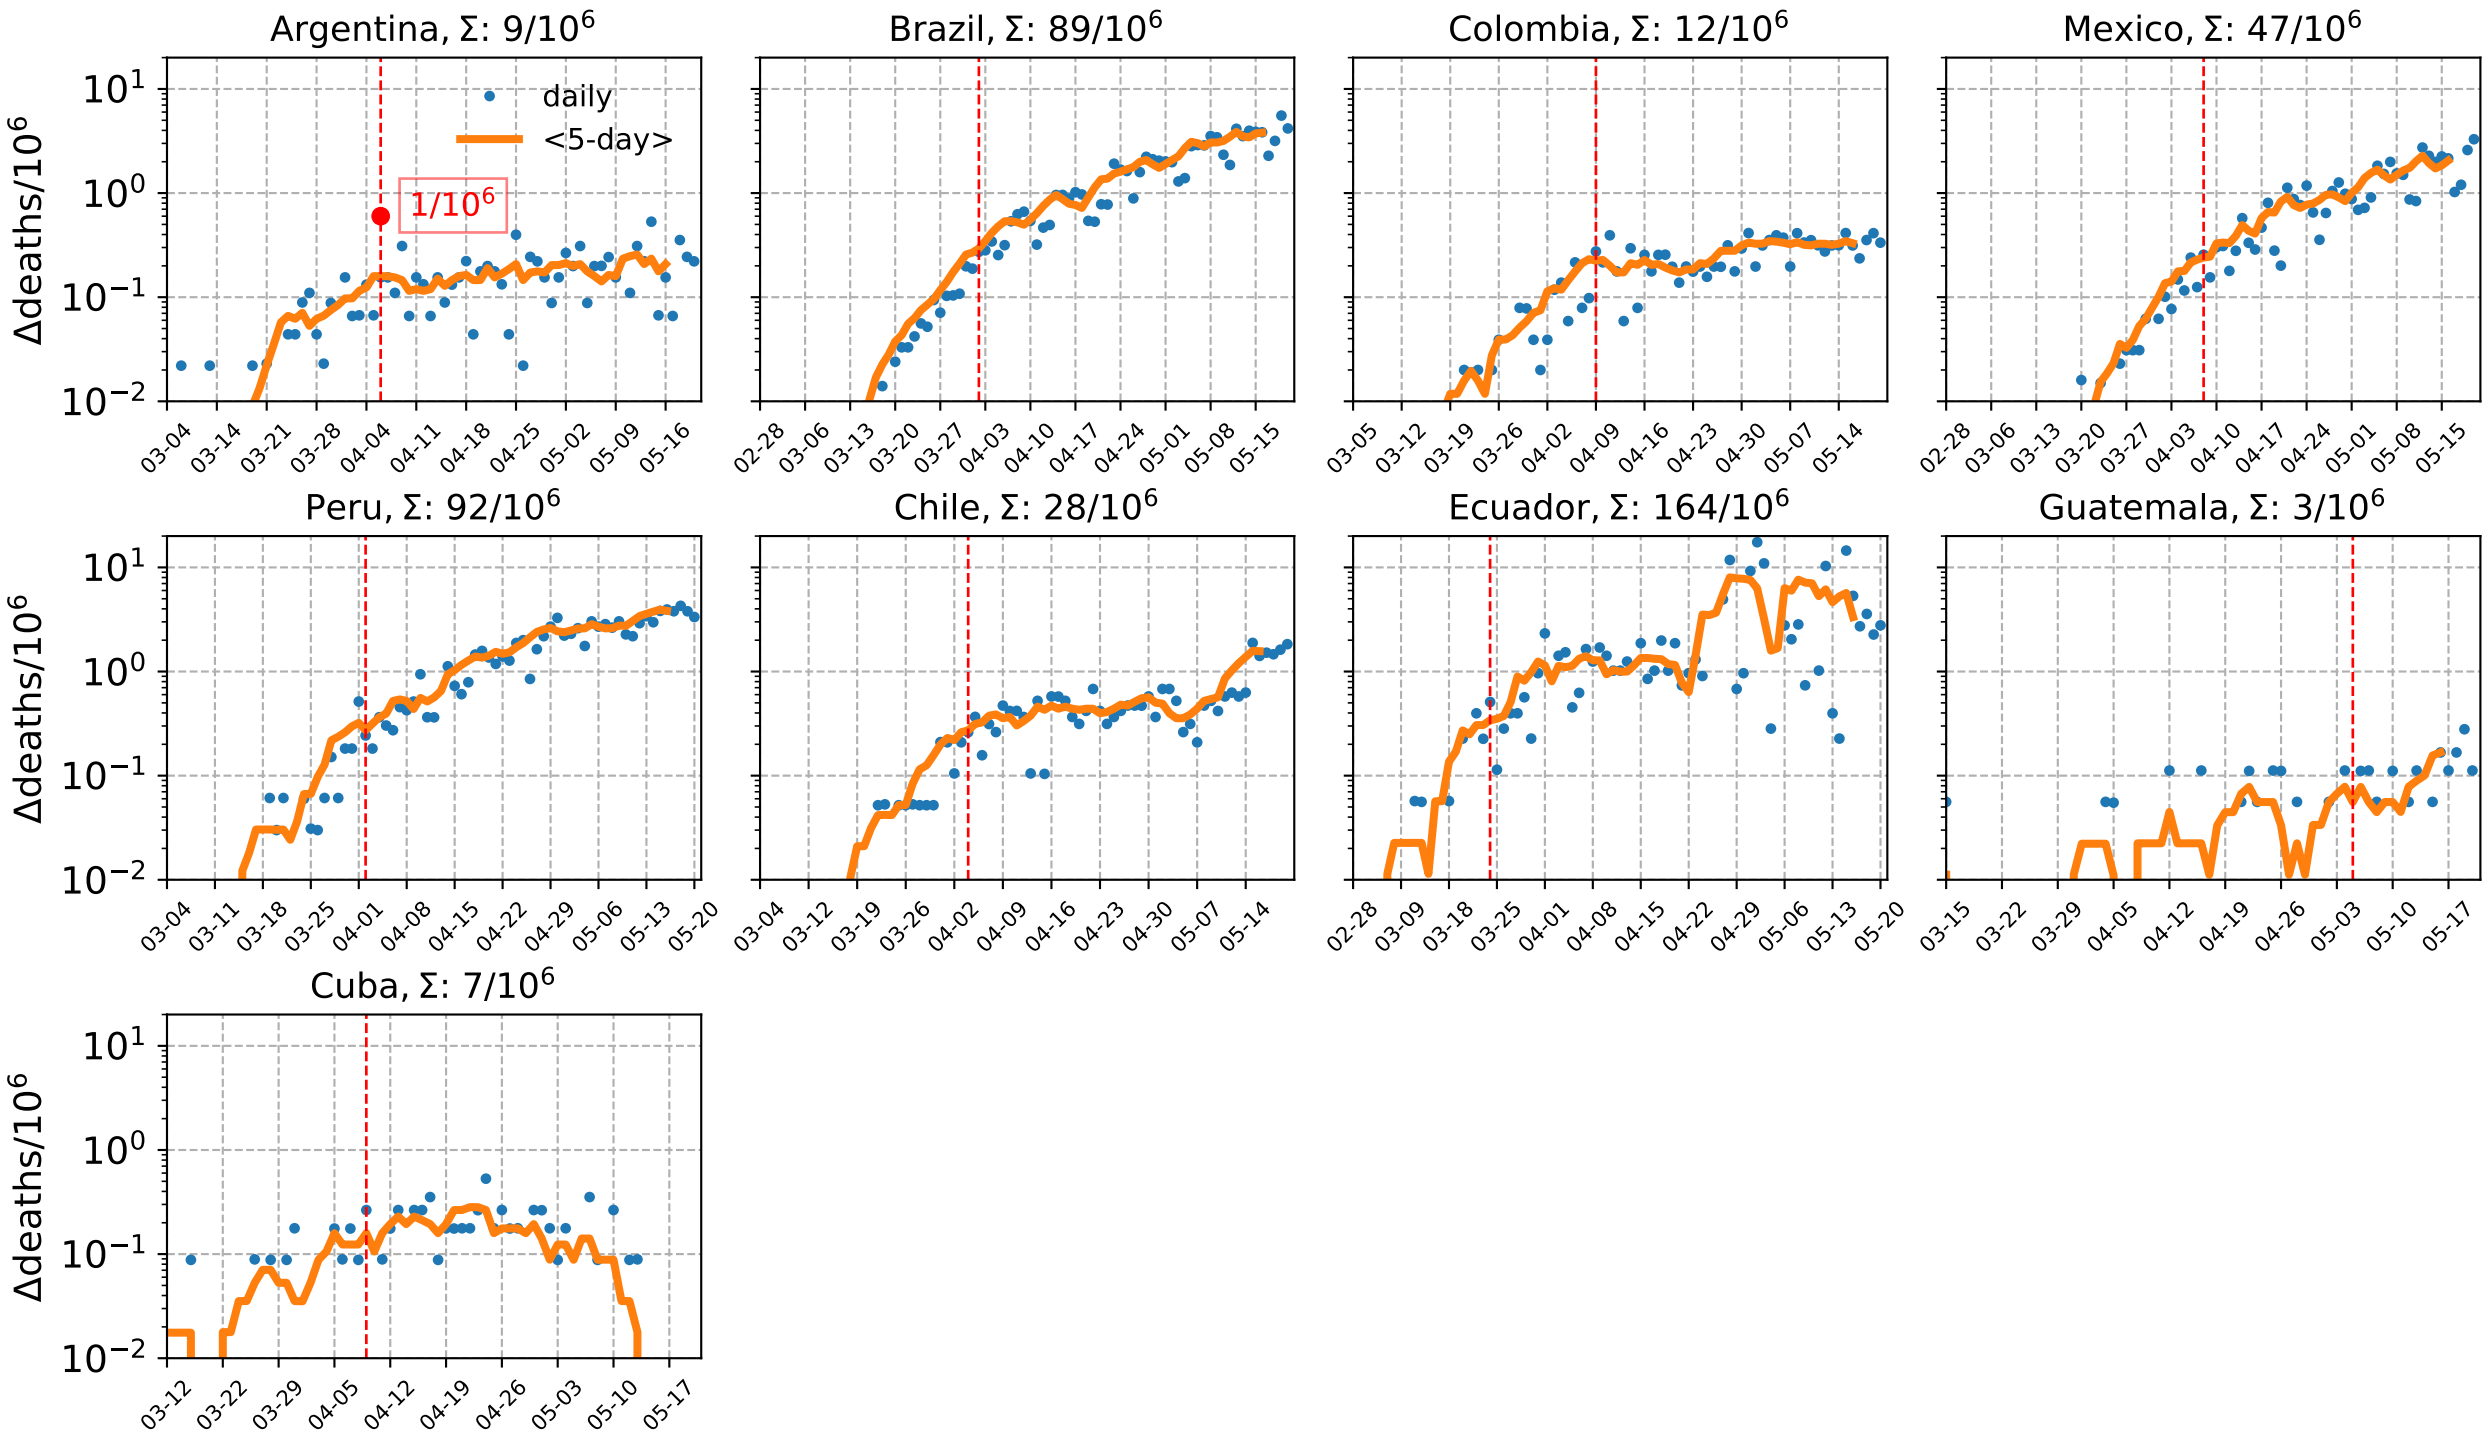 Argentina, Σ: 9/10⁶
Brazil, Σ: 89/10⁶
Colombia, Σ: 12/10⁶
Mexico, Σ: 47/10⁶
Δdeaths/10⁶
10¹
10⁰
10⁻¹
10⁻²
daily
<5-day>
1/10⁶
03-04 03-14 03-21 03-28 04-04 04-11 04-18 04-25 05-02 05-09 05-16
02-28 03-06 03-13 03-20 03-27 04-03 04-10 04-17 04-24 05-01 05-08 05-15
03-05 03-12 03-19 03-26 04-02 04-09 04-16 04-23 04-30 05-07 05-14
02-28 03-06 03-13 03-20 03-27 04-03 04-10 04-17 04-24 05-01 05-08 05-15
Peru, Σ: 92/10⁶
Chile, Σ: 28/10⁶
Ecuador, Σ: 164/10⁶
Guatemala, Σ: 3/10⁶
Δdeaths/10⁶
10¹
10⁰
10⁻¹
10⁻²
03-04 03-11 03-18 03-25 04-01 04-08 04-15 04-22 04-29 05-06 05-13 05-20
03-04 03-12 03-19 03-26 04-02 04-09 04-16 04-23 04-30 05-07 05-14
02-28 03-09 03-18 03-25 04-01 04-08 04-15 04-22 04-29 05-06 05-13 05-20
03-15 03-22 03-29 04-05 04-12 04-19 04-26 05-03 05-10 05-17
Cuba, Σ: 7/10⁶
Δdeaths/10⁶
10¹
10⁰
10⁻¹
10⁻²
03-12 03-22 03-29 04-05 04-12 04-19 04-26 05-03 05-10 05-17